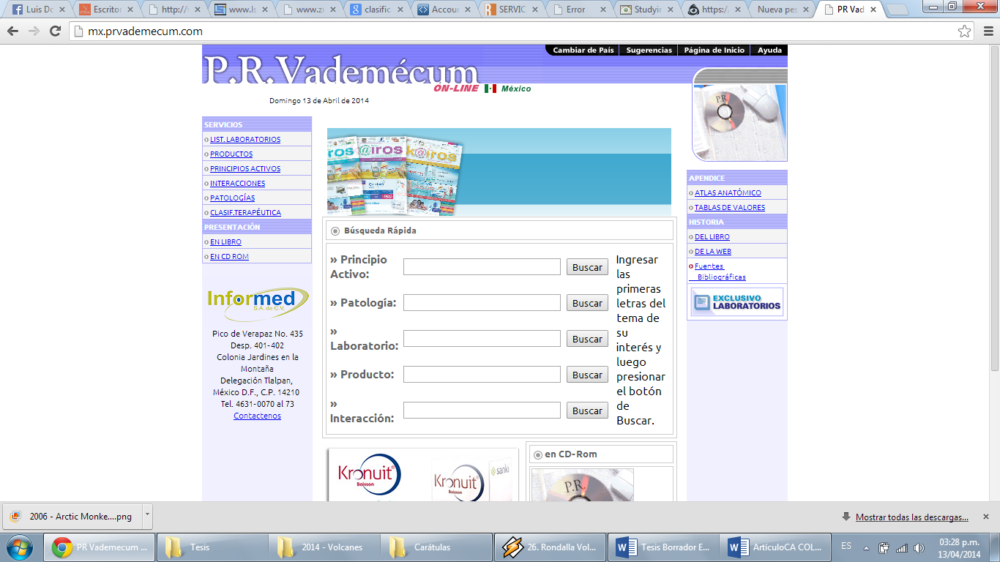 Luis Do
Escritor
http://
www.ls
www.zu
clasific
Accour
SERVIC
Error
Studyir
https:/
Nueva pes
PR Vad
mx.prvademecum.com
Cambiar de País
Sugerencias
Página de Inicio
Ayuda
P.R.Vademécum
ON-LINE México
Domingo 13 de Abril de 2014
SERVICIOS
LIST. LABORATORIOS
PRODUCTOS
PRINCIPIOS ACTIVOS
INTERACCIONES
PATOLOGÍAS
CLASIF.TERAPÉUTICA
PRESENTACIÓN
EN LIBRO
EN CD ROM
Informed
S.A. de C.V.
Pico de Verapaz No. 435
Desp. 401-402
Colonia Jardines en la
Montaña
Delegación Tlalpan,
México D.F., C.P. 14210
Tel. 4631-0070 al 73
Contactenos
iros
@iros
k@iros
Búsqueda Rápida
» Principio
Activo:
Buscar
» Patología:
Buscar
»
Laboratorio:
Buscar
» Producto:
Buscar
»
Interacción:
Buscar
Ingresar
las
primeras
letras del
tema de
su
interés y
luego
presionar
el botón
de
Buscar.
Kronuit
Boisson
Kronuit
Boisson
sanki
en CD-Rom
P.R.
P.R.
APENDICE
ATLAS ANATÓMICO
TABLAS DE VALORES
HISTORIA
DEL LIBRO
DE LA WEB
Fuentes
Bibliográficas
EXCLUSIVO
LABORATORIOS
2006 - Arctic Monke....png
Mostrar todas las descargas...
PR Vademecum ...
Tesis
2014 - Volcanes
Carátulas
26. Rondalla Vol...
Tesis Borrador E...
ArtículoCA COL...
ES
03:28 p.m.
13/04/2014